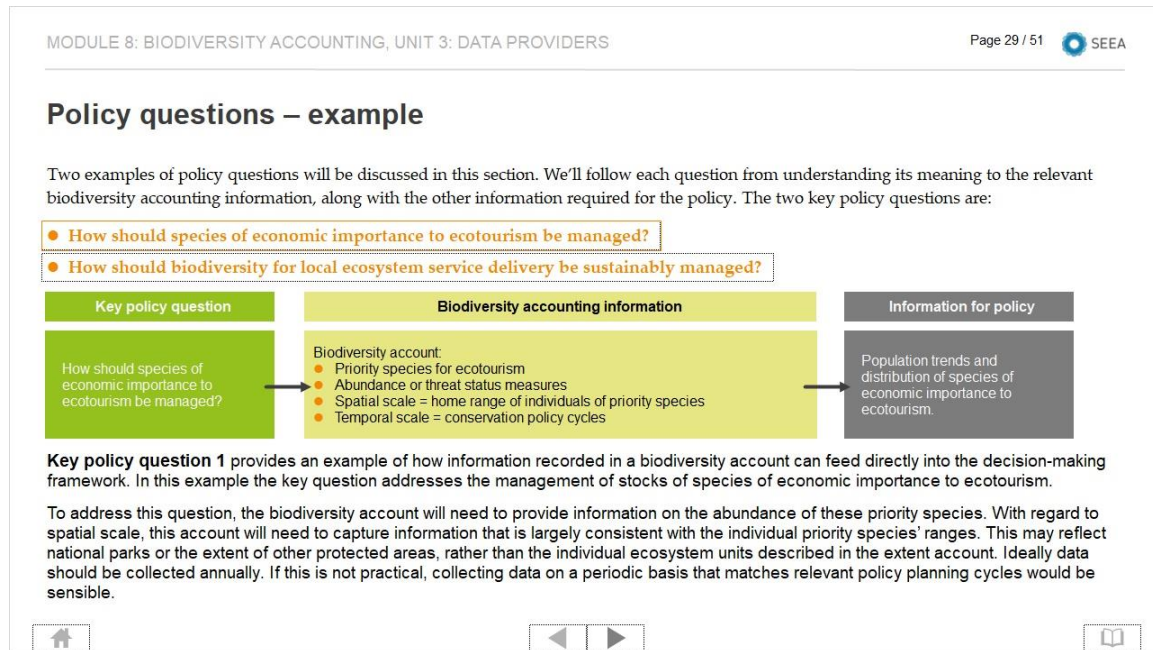 MODULE 8: BIODIVERSITY ACCOUNTING, UNIT 3: DATA PROVIDERS
Page 29 / 51
SEEA
Policy questions – example
Two examples of policy questions will be discussed in this section. We’ll follow each question from understanding its meaning to the relevant
biodiversity accounting information, along with the other information required for the policy. The two key policy questions are:
● How should species of economic importance to ecotourism be managed?
● How should biodiversity for local ecosystem service delivery be sustainably managed?
Key policy question
Biodiversity accounting information
Information for policy
How should species of
economic importance to
ecotourism be managed?
Biodiversity account:
● Priority species for ecotourism
● Abundance or threat status measures
● Spatial scale = home range of individuals of priority species
● Temporal scale = conservation policy cycles
Population trends and
distribution of species of
economic importance to
ecotourism.
Key policy question 1 provides an example of how information recorded in a biodiversity account can feed directly into the decision-making
framework. In this example the key question addresses the management of stocks of species of economic importance to ecotourism.
To address this question, the biodiversity account will need to provide information on the abundance of these priority species. With regard to
spatial scale, this account will need to capture information that is largely consistent with the individual priority species’ ranges. This may reflect
national parks or the extent of other protected areas, rather than the individual ecosystem units described in the extent account. Ideally data
should be collected annually. If this is not practical, collecting data on a periodic basis that matches relevant policy planning cycles would be
sensible.